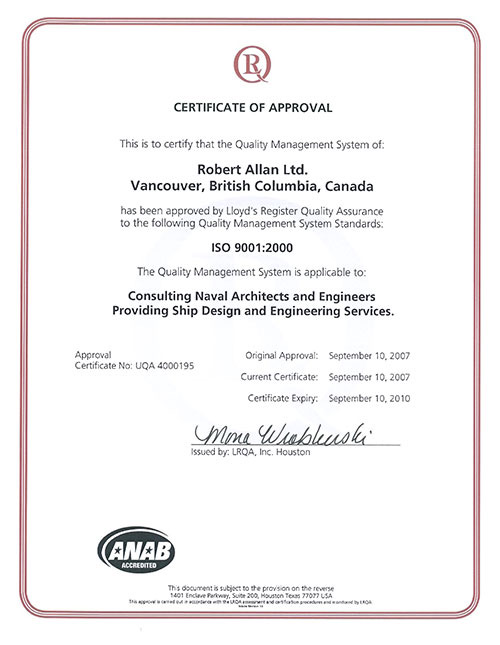 LRQ
CERTIFICATE OF APPROVAL
This is to certify that the Quality Management System of:
Robert Allan Ltd.
Vancouver, British Columbia, Canada
has been approved by Lloyd's Register Quality Assurance
to the following Quality Management System Standards:
ISO 9001:2000
The Quality Management System is applicable to:
Consulting Naval Architects and Engineers
Providing Ship Design and Engineering Services.
Approval
Certificate No: UQA 4000195
Original Approval: September 10, 2007
Current Certificate: September 10, 2007
Certificate Expiry: September 10, 2010
Mona Wroblewski
Issued by: LRQA, Inc. Houston
ANAB
ACCREDITED
This document is subject to the provision on the reverse
1401 Enclave Parkway, Suite 200, Houston Texas 77077 USA
This approval is carried out in accordance with the LRQA assessment and certification procedures and monitored by LRQA